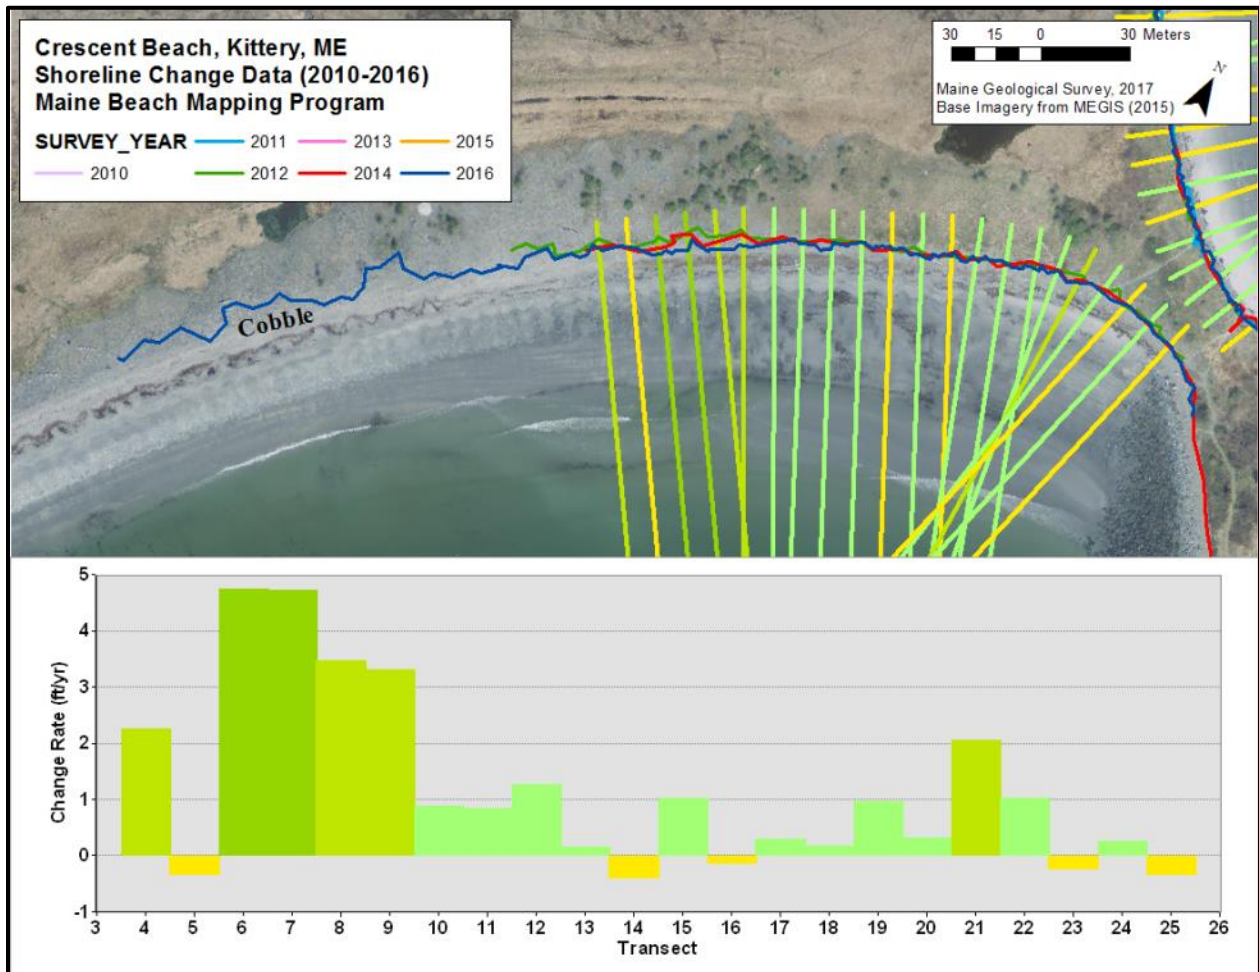 Crescent Beach, Kittery, ME
Shoreline Change Data (2010-2016)
Maine Beach Mapping Program
SURVEY_YEAR 2011 2013 2015
2010 2012 2014 2016
30 15 0 30 Meters
Maine Geological Survey, 2017
Base Imagery from MEGIS (2015)
N
Cobble
5
4
3
2
1
0
-1
Change Rate (ft/yr)
3 4 5 6 7 8 9 10 11 12 13 14 15 16 17 18 19 20 21 22 23 24 25 26
Transect